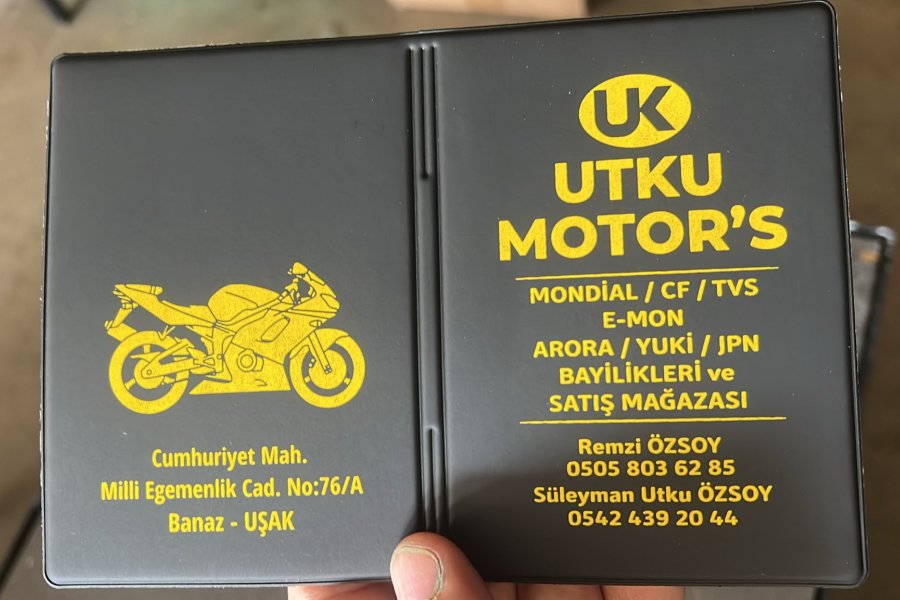 Cumhuriyet Mah.
Milli Egemenlik Cad. No:76/A
Banaz - UŞAK
UK
UTKU
MOTOR'S
MONDİAL / CF / TVS
E-MON
ARORA / YUKİ / JPN
BAYİLİKLERİ ve
SATIŞ MAĞAZASI
Remzi ÖZSOY
0505 803 62 85
Süleyman Utku ÖZSOY
0542 439 20 44